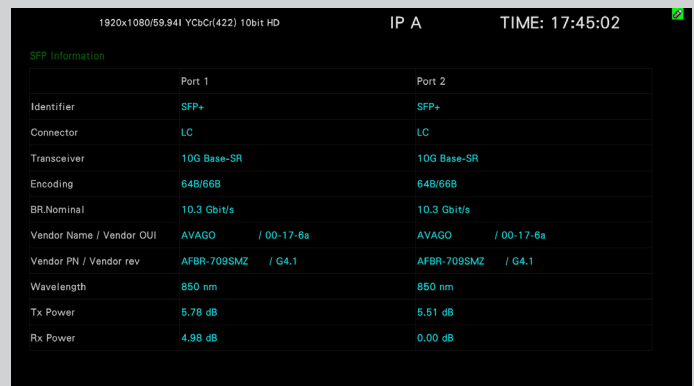 1920x1080/59.94I YCbCr(422) 10bit HD IP A TIME: 17:45:02
SFP Information
Port 1 Port 2
Identifier SFP+ SFP+
Connector LC LC
Transceiver 10G Base-SR 10G Base-SR
Encoding 64B/66B 64B/66B
BR.Nominal 10.3 Gbit/s 10.3 Gbit/s
Vendor Name / Vendor OUI AVAGO / 00-17-6a AVAGO / 00-17-6a
Vendor PN / Vendor rev AFBR-709SMZ / G4.1 AFBR-709SMZ / G4.1
Wavelength 850 nm 850 nm
Tx Power 5.78 dB 5.51 dB
Rx Power 4.98 dB 0.00 dB